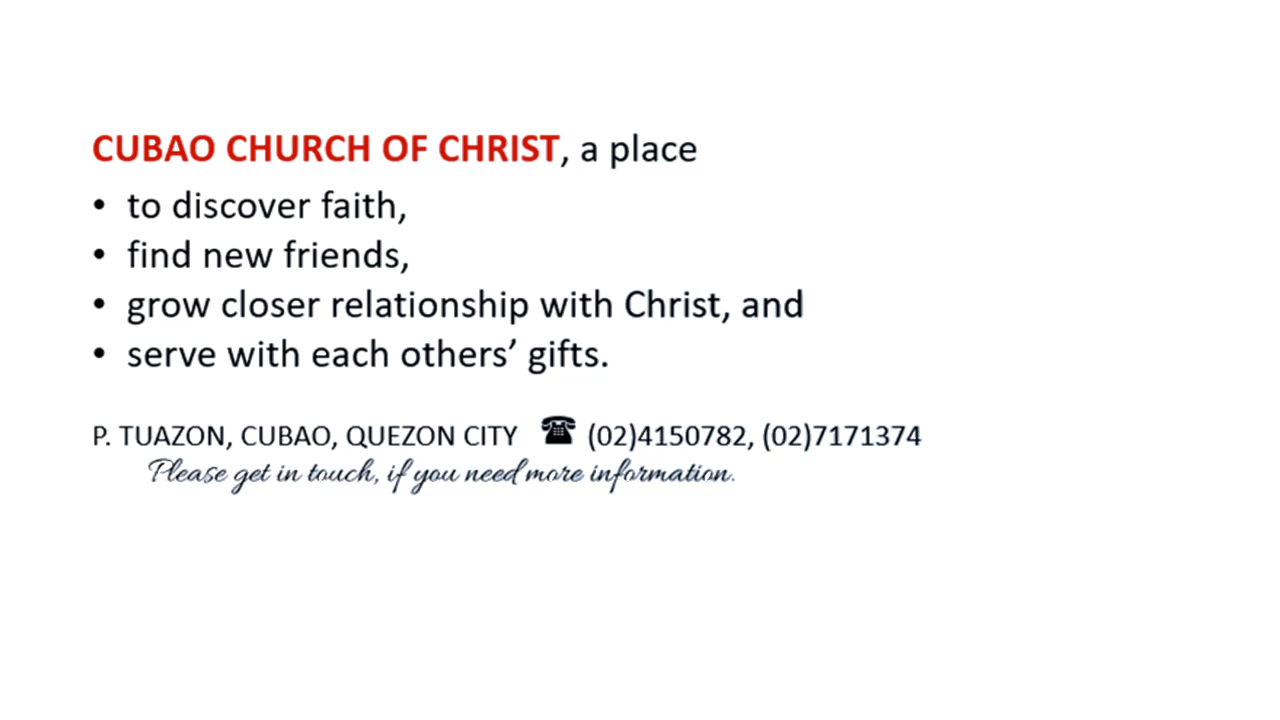 CUBAO CHURCH OF CHRIST, a place
• to discover faith,
• find new friends,
• grow closer relationship with Christ, and
• serve with each others’ gifts.
P. TUAZON, CUBAO, QUEZON CITY ☎ (02)4150782, (02)7171374
Please get in touch, if you need more information.